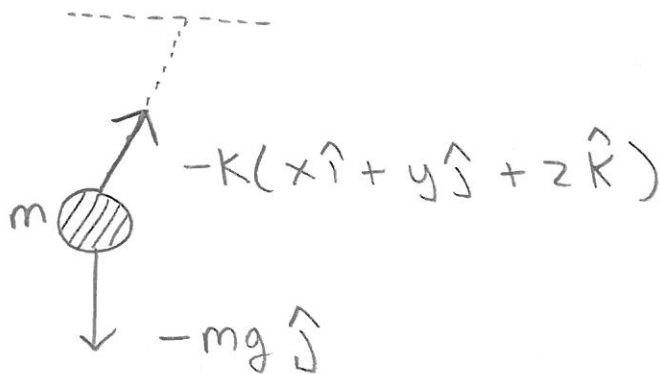 -K(xî + yĵ + zk̂)
m
-mg ĵ